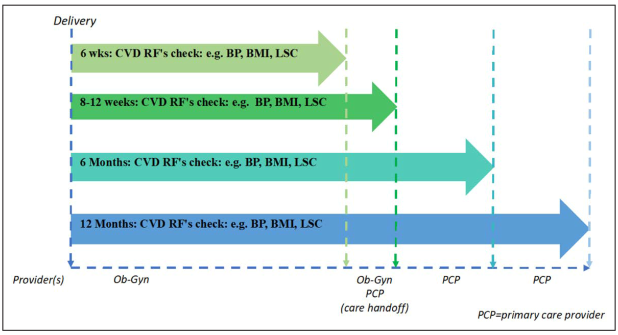 Delivery
6 wks: CVD RF's check: e.g. BP, BMI, LSC
8-12 weeks: CVD RF's check: e.g.  BP, BMI, LSC
6 Months: CVD RF's check: e.g. BP, BMI, LSC
12 Months: CVD RF's check: e.g. BP, BMI, LSC
Provider(s) Ob-Gyn Ob-Gyn PCP PCP
PCP
(care handoff)
PCP=primary care provider